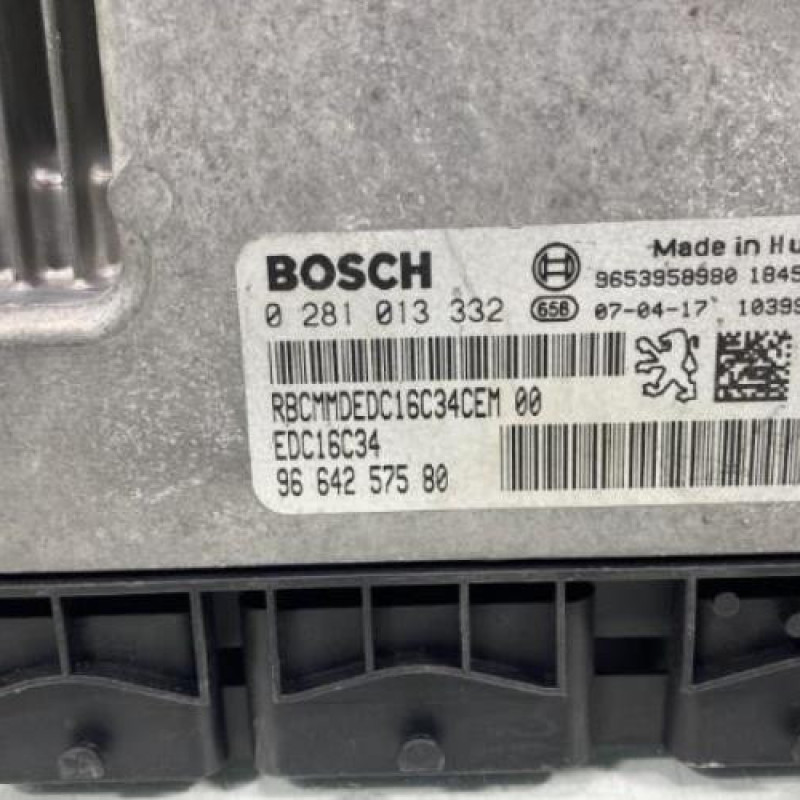 BOSCH
Made in Hu
9653958980 1845
0 281 013 332 658 07-04-17 1039
RBCMMDEDC16C34CEM 00
EDC16C34
96 642 575 80